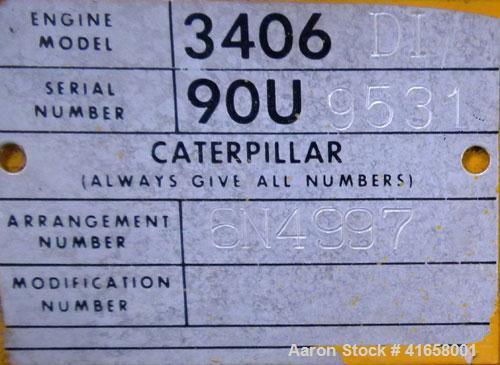 ENGINE MODEL 3406 DI
SERIAL NUMBER 90U 9531
CATERPILLAR
(ALWAYS GIVE ALL NUMBERS)
ARRANGEMENT NUMBER 6N4997
MODIFICATION NUMBER
Aaron Stock # 41658001